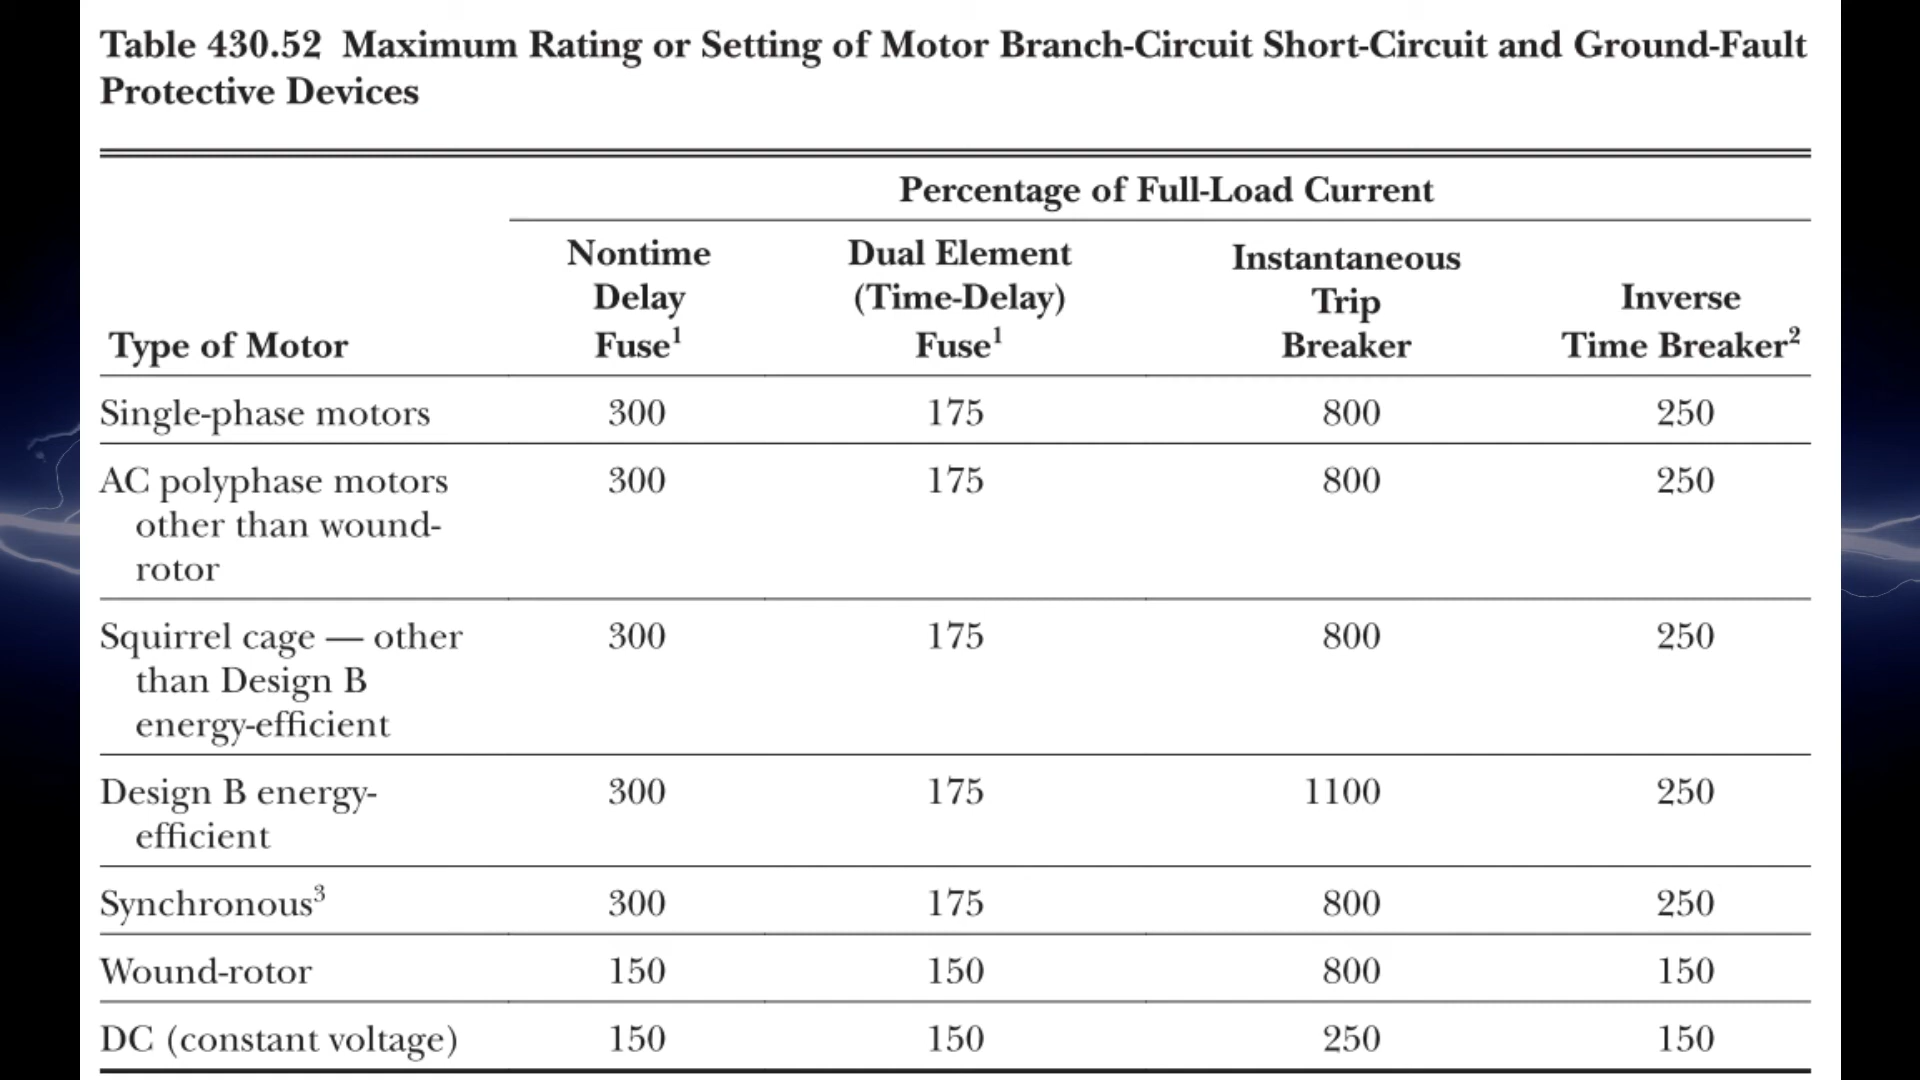 Table 430.52 Maximum Rating or Setting of Motor Branch-Circuit Short-Circuit and Ground-Fault
Protective Devices
Percentage of Full-Load Current
Type of Motor
Nontime
Delay
Fuse¹
Dual Element
(Time-Delay)
Fuse¹
Instantaneous
Trip
Breaker
Inverse
Time Breaker²
Single-phase motors 300 175 800 250
AC polyphase motors 300 175 800 250
other than wound-
rotor
Squirrel cage — other 300 175 800 250
than Design B
energy-efficient
Design B energy- 300 175 1100 250
efficient
Synchronous³ 300 175 800 250
Wound-rotor 150 150 800 150
DC (constant voltage) 150 150 250 150